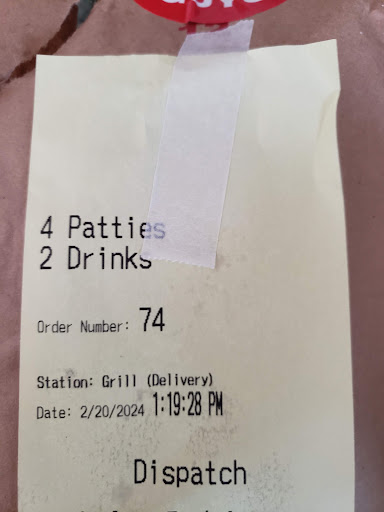 4 Patties
2 Drinks
Order Number: 74
Station: Grill (Delivery)
Date: 2/20/2024 1:19:28 PM
Dispatch